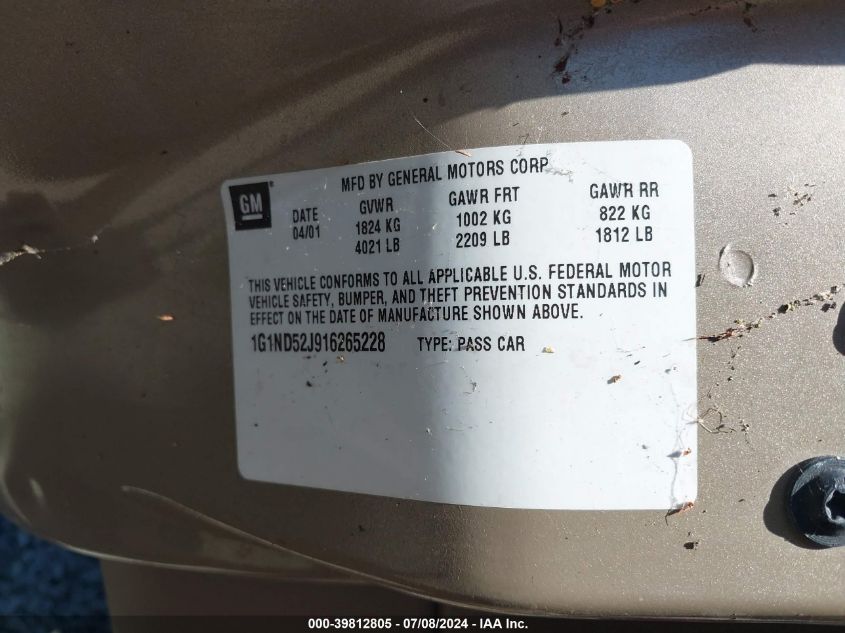 MFD BY GENERAL MOTORS CORP
GM
DATE GVWR GAWR FRT GAWR RR
04/01 1824 KG 1002 KG 822 KG
4021 LB 2209 LB 1812 LB
THIS VEHICLE CONFORMS TO ALL APPLICABLE U.S. FEDERAL MOTOR
VEHICLE SAFETY, BUMPER, AND THEFT PREVENTION STANDARDS IN
EFFECT ON THE DATE OF MANUFACTURE SHOWN ABOVE.
1G1ND52J916265228 TYPE: PASS CAR
000-39812805 - 07/08/2024 - IAA Inc.